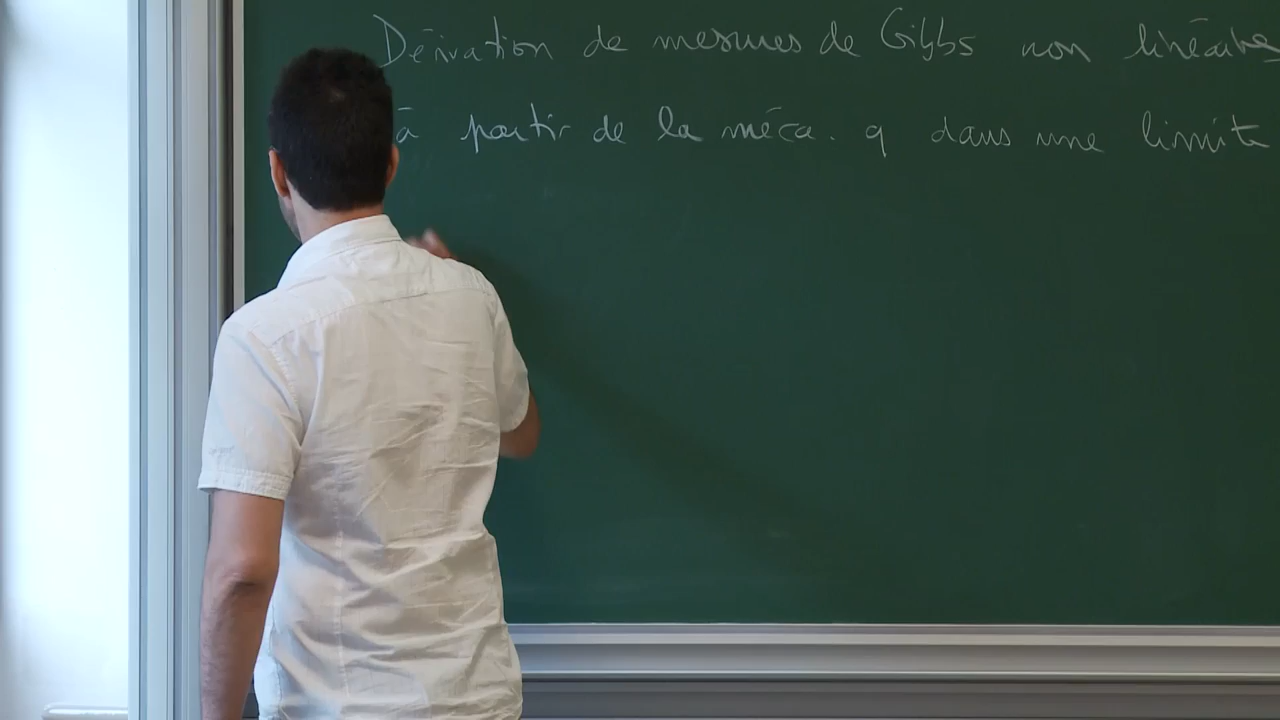 Dérivation de mesures de Gibbs non linéaires
à partir de la méca. q dans une limite